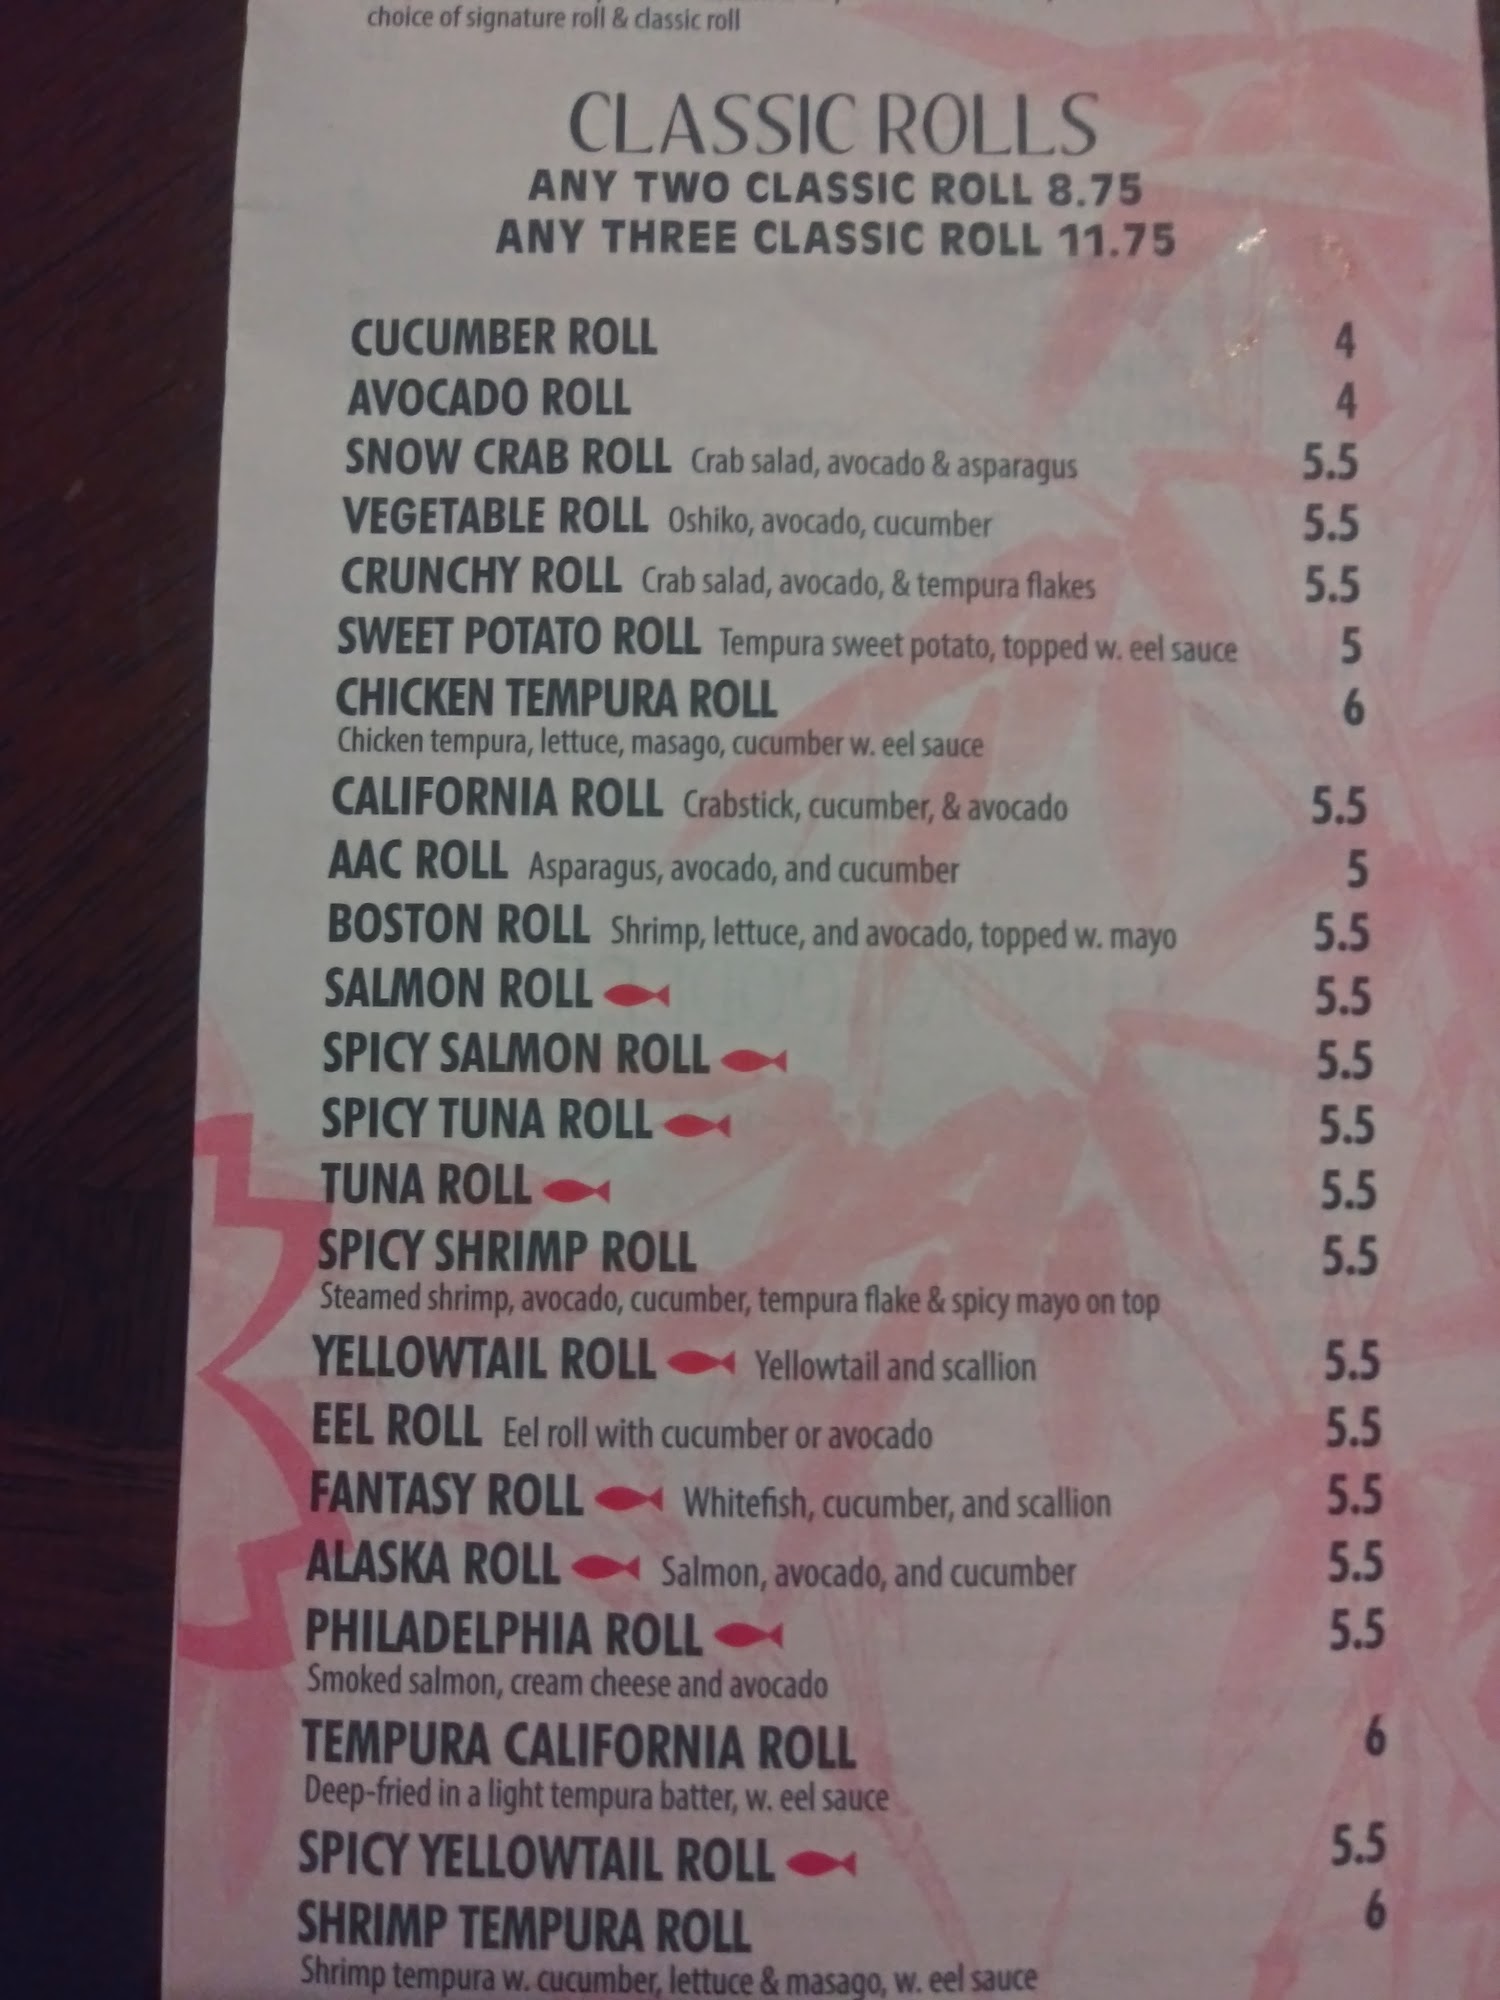 choice of signature roll & classic roll
CLASSIC ROLLS
ANY TWO CLASSIC ROLL 8.75
ANY THREE CLASSIC ROLL 11.75
CUCUMBER ROLL 4
AVOCADO ROLL 4
SNOW CRAB ROLL Crab salad, avocado & asparagus 5.5
VEGETABLE ROLL Oshiko, avocado, cucumber 5.5
CRUNCHY ROLL Crab salad, avocado, & tempura flakes 5.5
SWEET POTATO ROLL Tempura sweet potato, topped w. eel sauce 5
CHICKEN TEMPURA ROLL 6
Chicken tempura, lettuce, masago, cucumber w. eel sauce
CALIFORNIA ROLL Crabstick, cucumber, & avocado 5.5
AAC ROLL Asparagus, avocado, and cucumber 5
BOSTON ROLL Shrimp, lettuce, and avocado, topped w. mayo 5.5
SALMON ROLL 5.5
SPICY SALMON ROLL 5.5
SPICY TUNA ROLL 5.5
TUNA ROLL 5.5
SPICY SHRIMP ROLL 5.5
Steamed shrimp, avocado, cucumber, tempura flake & spicy mayo on top
YELLOWTAIL ROLL Yellowtail and scallion 5.5
EEL ROLL Eel roll with cucumber or avocado 5.5
FANTASY ROLL Whitefish, cucumber, and scallion 5.5
ALASKA ROLL Salmon, avocado, and cucumber 5.5
PHILADELPHIA ROLL 5.5
Smoked salmon, cream cheese and avocado
TEMPURA CALIFORNIA ROLL 6
Deep-fried in a light tempura batter, w. eel sauce
SPICY YELLOWTAIL ROLL 5.5
SHRIMP TEMPURA ROLL 6
Shrimp tempura w. cucumber, lettuce & masago, w. eel sauce